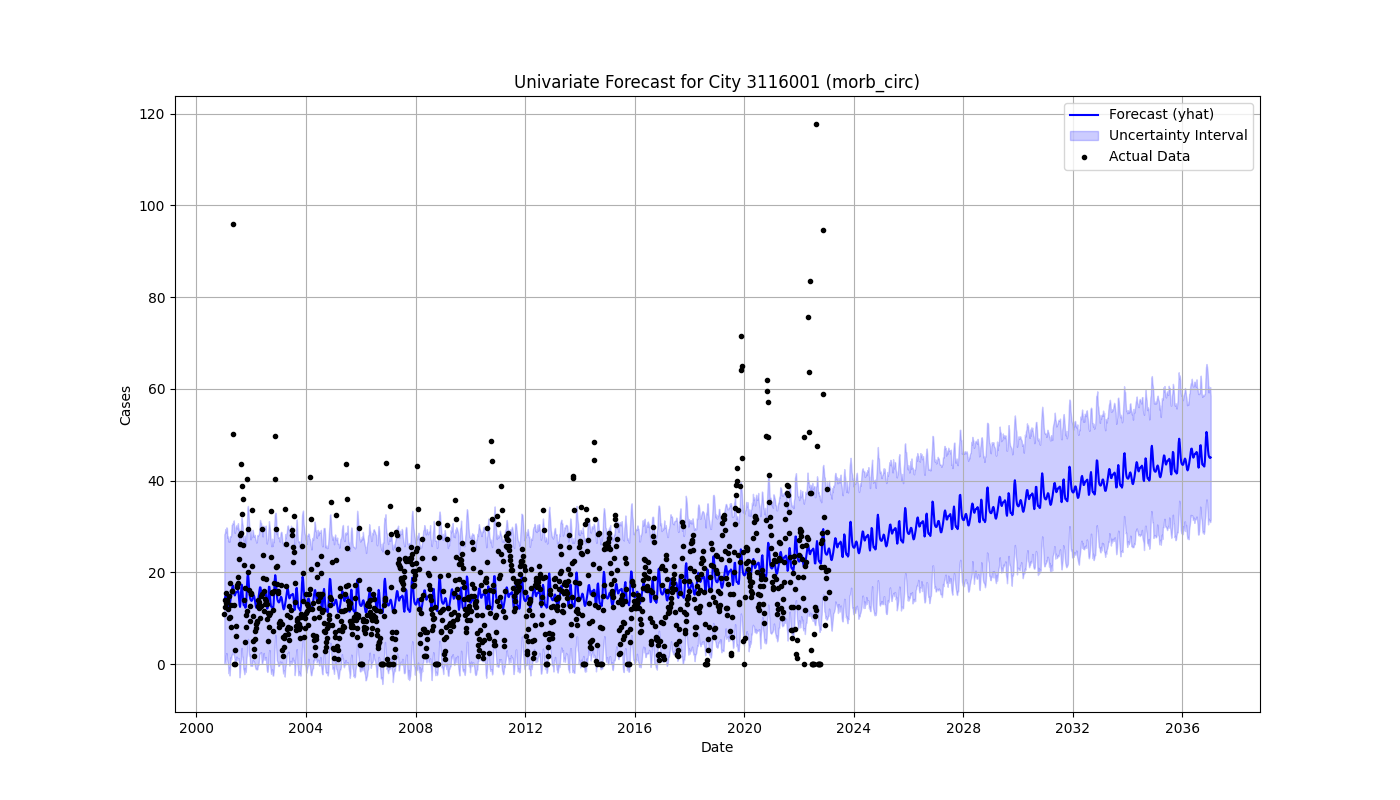 Univariate Forecast for City 3116001 (morb_circ)
Forecast (yhat)
Uncertainty Interval
Actual Data
120
100
80
60
40
20
0
Cases
2000 2004 2008 2012 2016 2020 2024 2028 2032 2036
Date